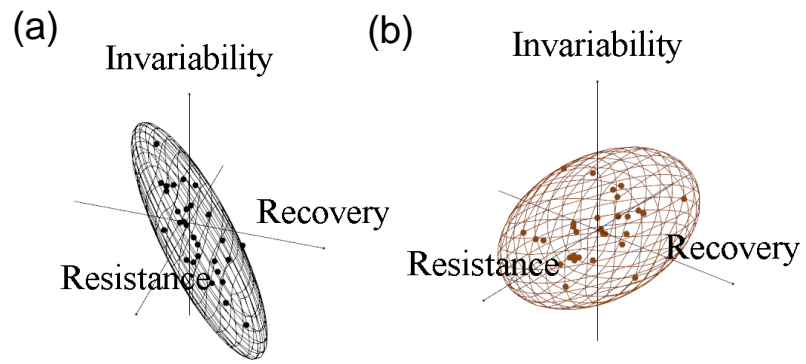 (a)
Invariability
Recovery
Resistance
(b)
Invariability
Resistance
Recovery